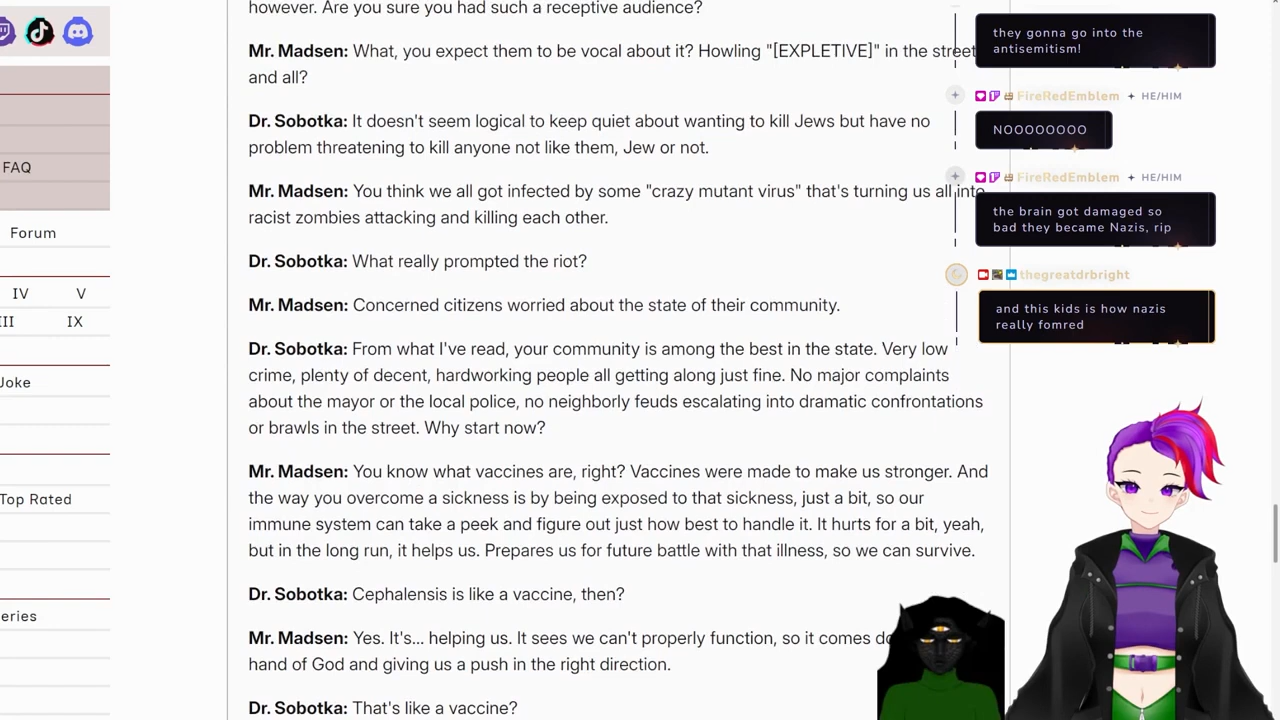 however. Are you sure you had such a receptive audience?
Mr. Madsen: What, you expect them to be vocal about it? Howling "[EXPLETIVE]" in the street
and all?
Dr. Sobotka: It doesn't seem logical to keep quiet about wanting to kill Jews but have no
problem threatening to kill anyone not like them, Jew or not.
Mr. Madsen: You think we all got infected by some "crazy mutant virus" that's turning us all into
racist zombies attacking and killing each other.
Dr. Sobotka: What really prompted the riot?
Mr. Madsen: Concerned citizens worried about the state of their community.
Dr. Sobotka: From what I've read, your community is among the best in the state. Very low
crime, plenty of decent, hardworking people all getting along just fine. No major complaints
about the mayor or the local police, no neighborly feuds escalating into dramatic confrontations
or brawls in the street. Why start now?
Mr. Madsen: You know what vaccines are, right? Vaccines were made to make us stronger. And
the way you overcome a sickness is by being exposed to that sickness, just a bit, so our
immune system can take a peek and figure out just how best to handle it. It hurts for a bit, yeah,
but in the long run, it helps us. Prepares us for future battle with that illness, so we can survive.
Dr. Sobotka: Cephalensis is like a vaccine, then?
Mr. Madsen: Yes. It's... helping us. It sees we can't properly function, so it comes
hand of God and giving us a push in the right direction.
Dr. Sobotka: That's like a vaccine?
FAQ
Forum
IV V
III IX
Joke
Top Rated
eries
they gonna go into the
antisemitism!
FireRedEmblem HE/HIM
NOOOOOOOO
FireRedEmblem HE/HIM
the brain got damaged so
bad they became Nazis, rip
thegreatdrbright
and this kids is how nazis
really fomred